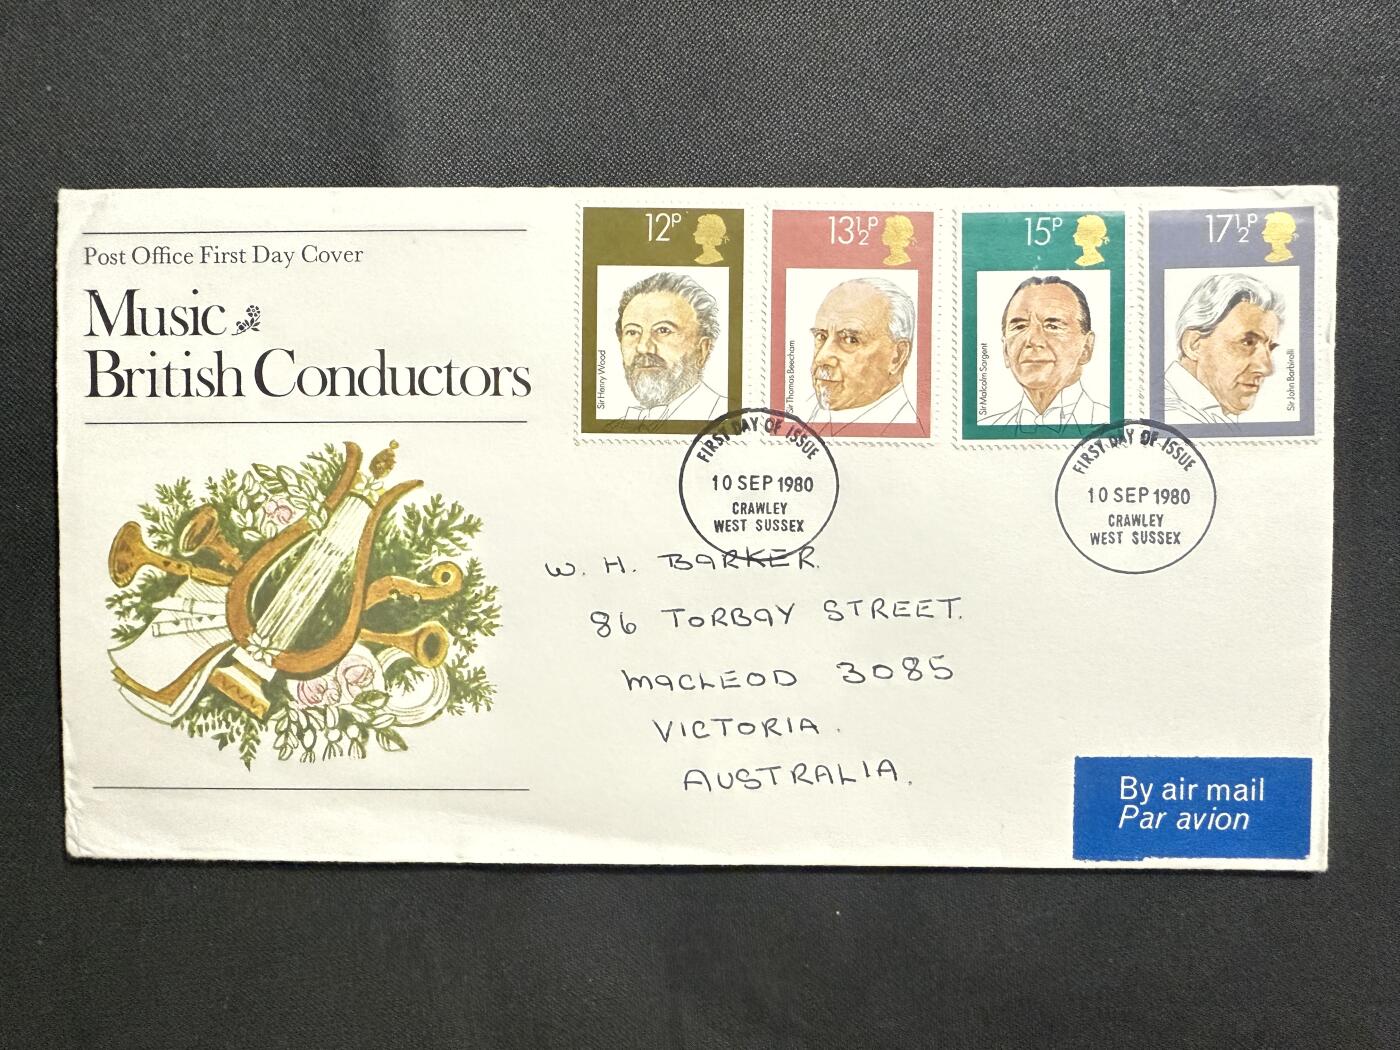 Post Office First Day Cover
Music
British Conductors
12P
Sir Henry Wood
13½P
Sir Thomas Beecham
15P
Sir Malcolm Sargent
17½P
Sir John Barbirolli
FIRST DAY OF ISSUE
10 SEP 1980
CRAWLEY
WEST SUSSEX
FIRST DAY OF ISSUE
10 SEP 1980
CRAWLEY
WEST SUSSEX
W. H. BARKER.
86 TORBAY STREET.
MACLEOD 3085
VICTORIA.
AUSTRALIA.
By air mail
Par avion